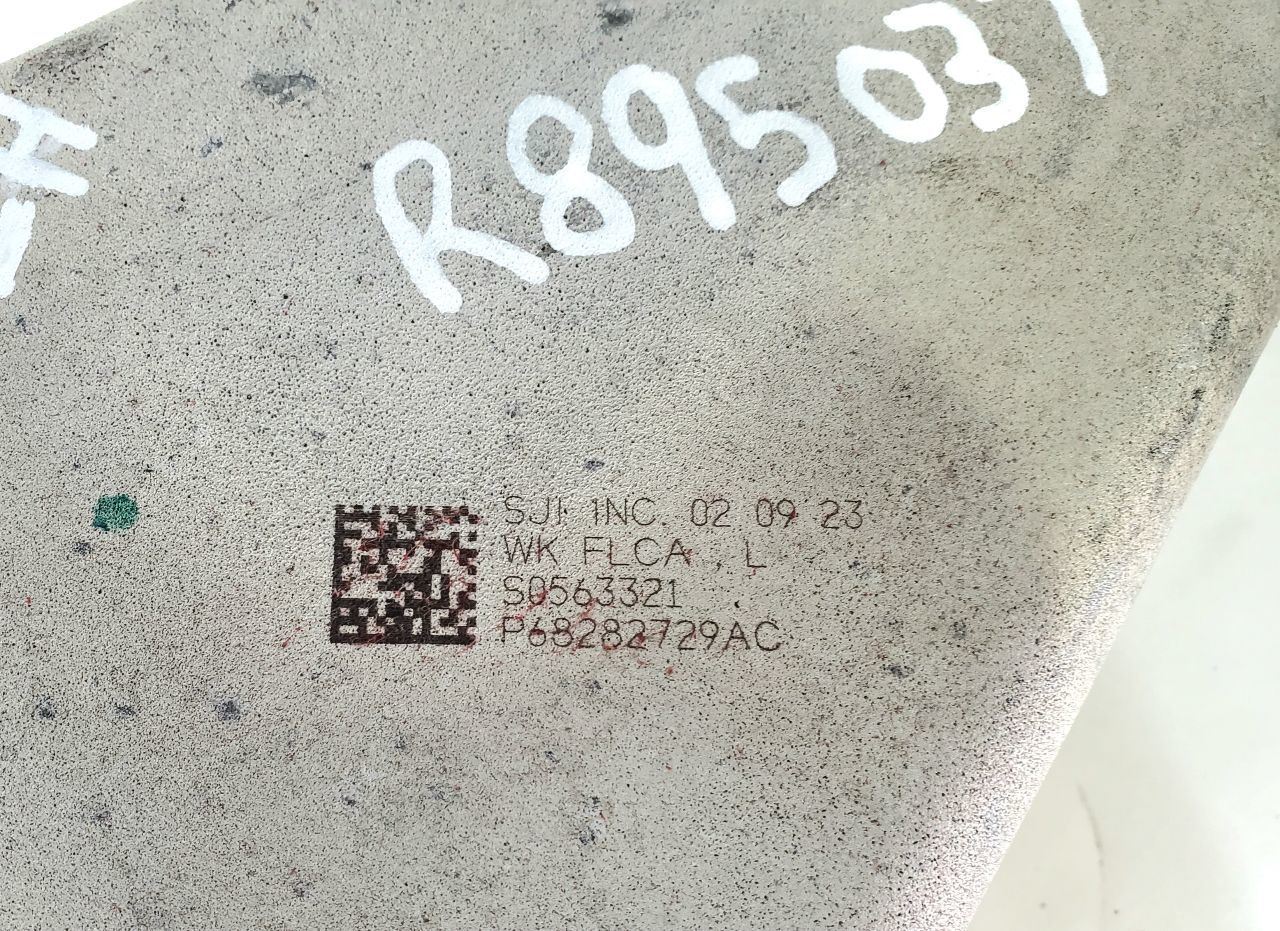 R895037
SJI INC. 02 09 23
WK FLCA , L
S0563321
P68282729AC